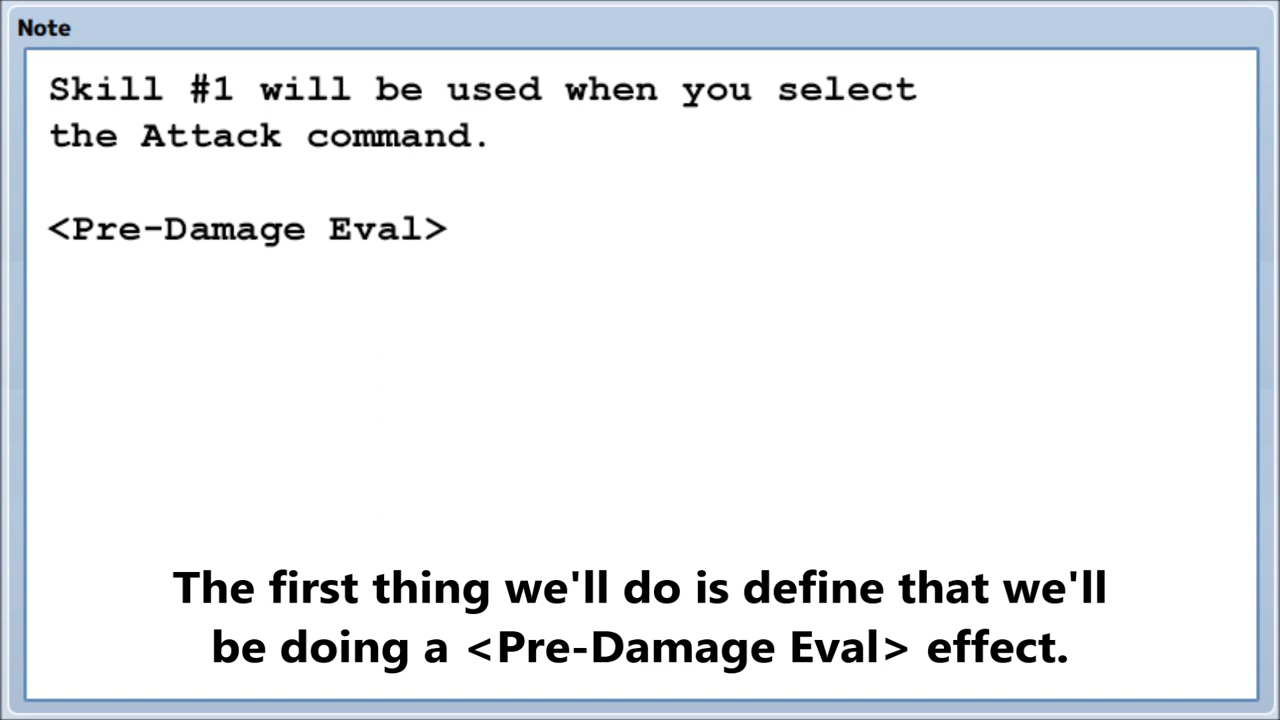 Note
Skill #1 will be used when you select
the Attack command.
<Pre-Damage Eval>
The first thing we'll do is define that we'll
be doing a <Pre-Damage Eval> effect.